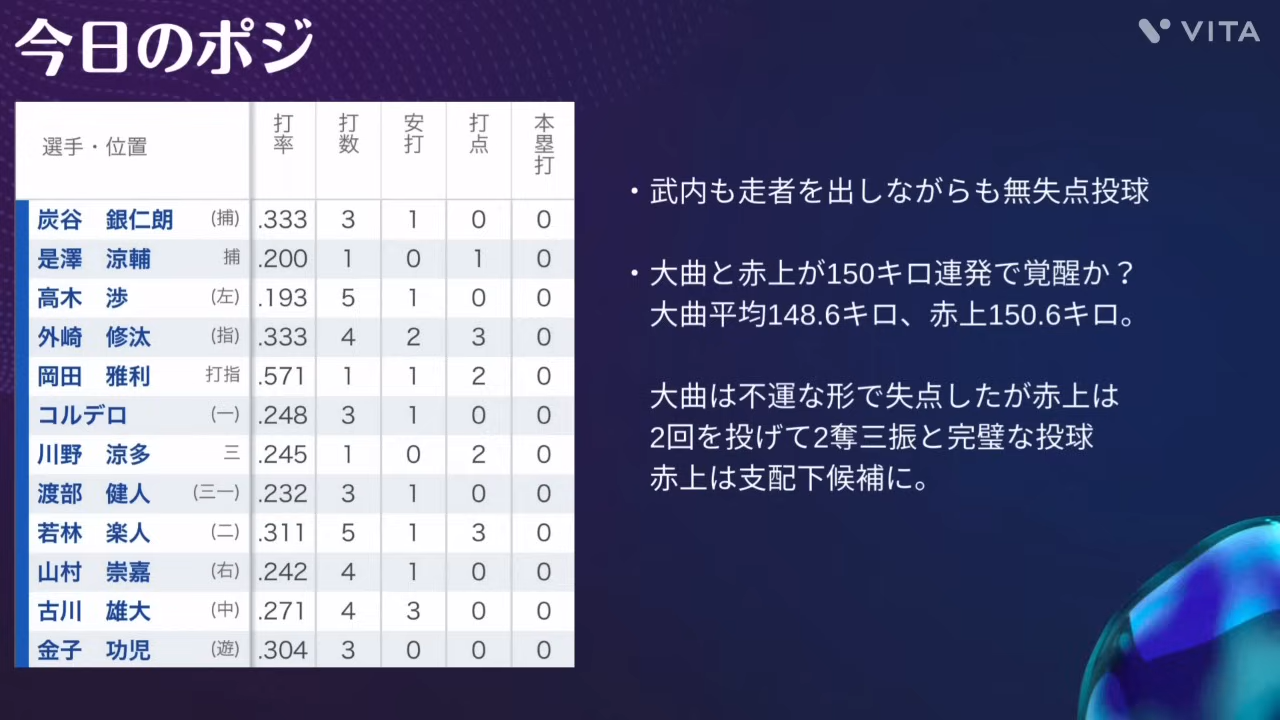 今日のポジ
VITA
選手・位置 打率 打数 安打 打点 本塁打
炭谷 銀仁朗 (捕) .333 3 1 0 0
是澤 涼輔 捕 .200 1 0 1 0
高木 渉 (左) .193 5 1 0 0
外崎 修汰 (指) .333 4 2 3 0
岡田 雅利 打指 .571 1 1 2 0
コルデロ (一) .248 3 1 0 0
川野 涼多 三 .245 1 0 2 0
渡部 健人 (三一) .232 3 1 0 0
若林 楽人 (二) .311 5 1 3 0
山村 崇嘉 (右) .242 4 1 0 0
古川 雄大 (中) .271 4 3 0 0
金子 功児 (遊) .304 3 0 0 0
・武内も走者を出しながらも無失点投球
・大曲と赤上が150キロ連発で覚醒か？
大曲平均148.6キロ、赤上150.6キロ。
大曲は不運な形で失点したが赤上は
2回を投げて2奪三振と完璧な投球
赤上は支配下候補に。